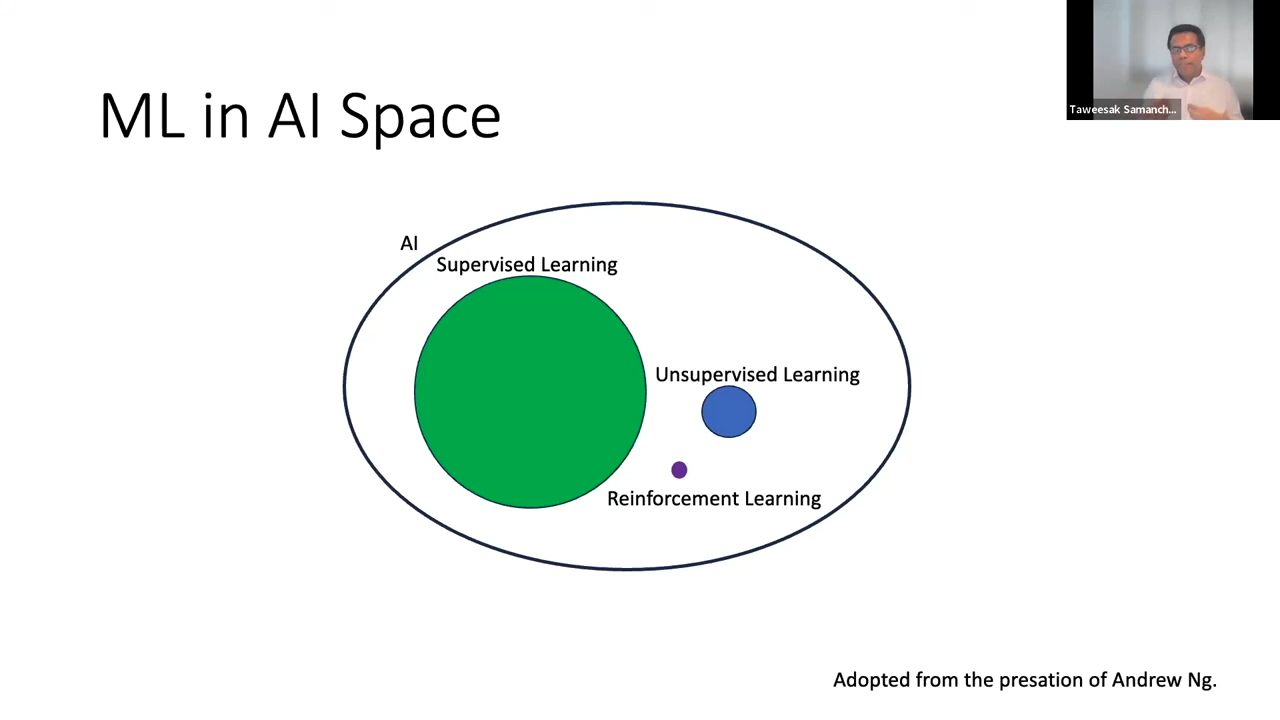 Taweesak Samanch...
ML in AI Space
AI
Supervised Learning
Unsupervised Learning
Reinforcement Learning
Adopted from the presation of Andrew Ng.